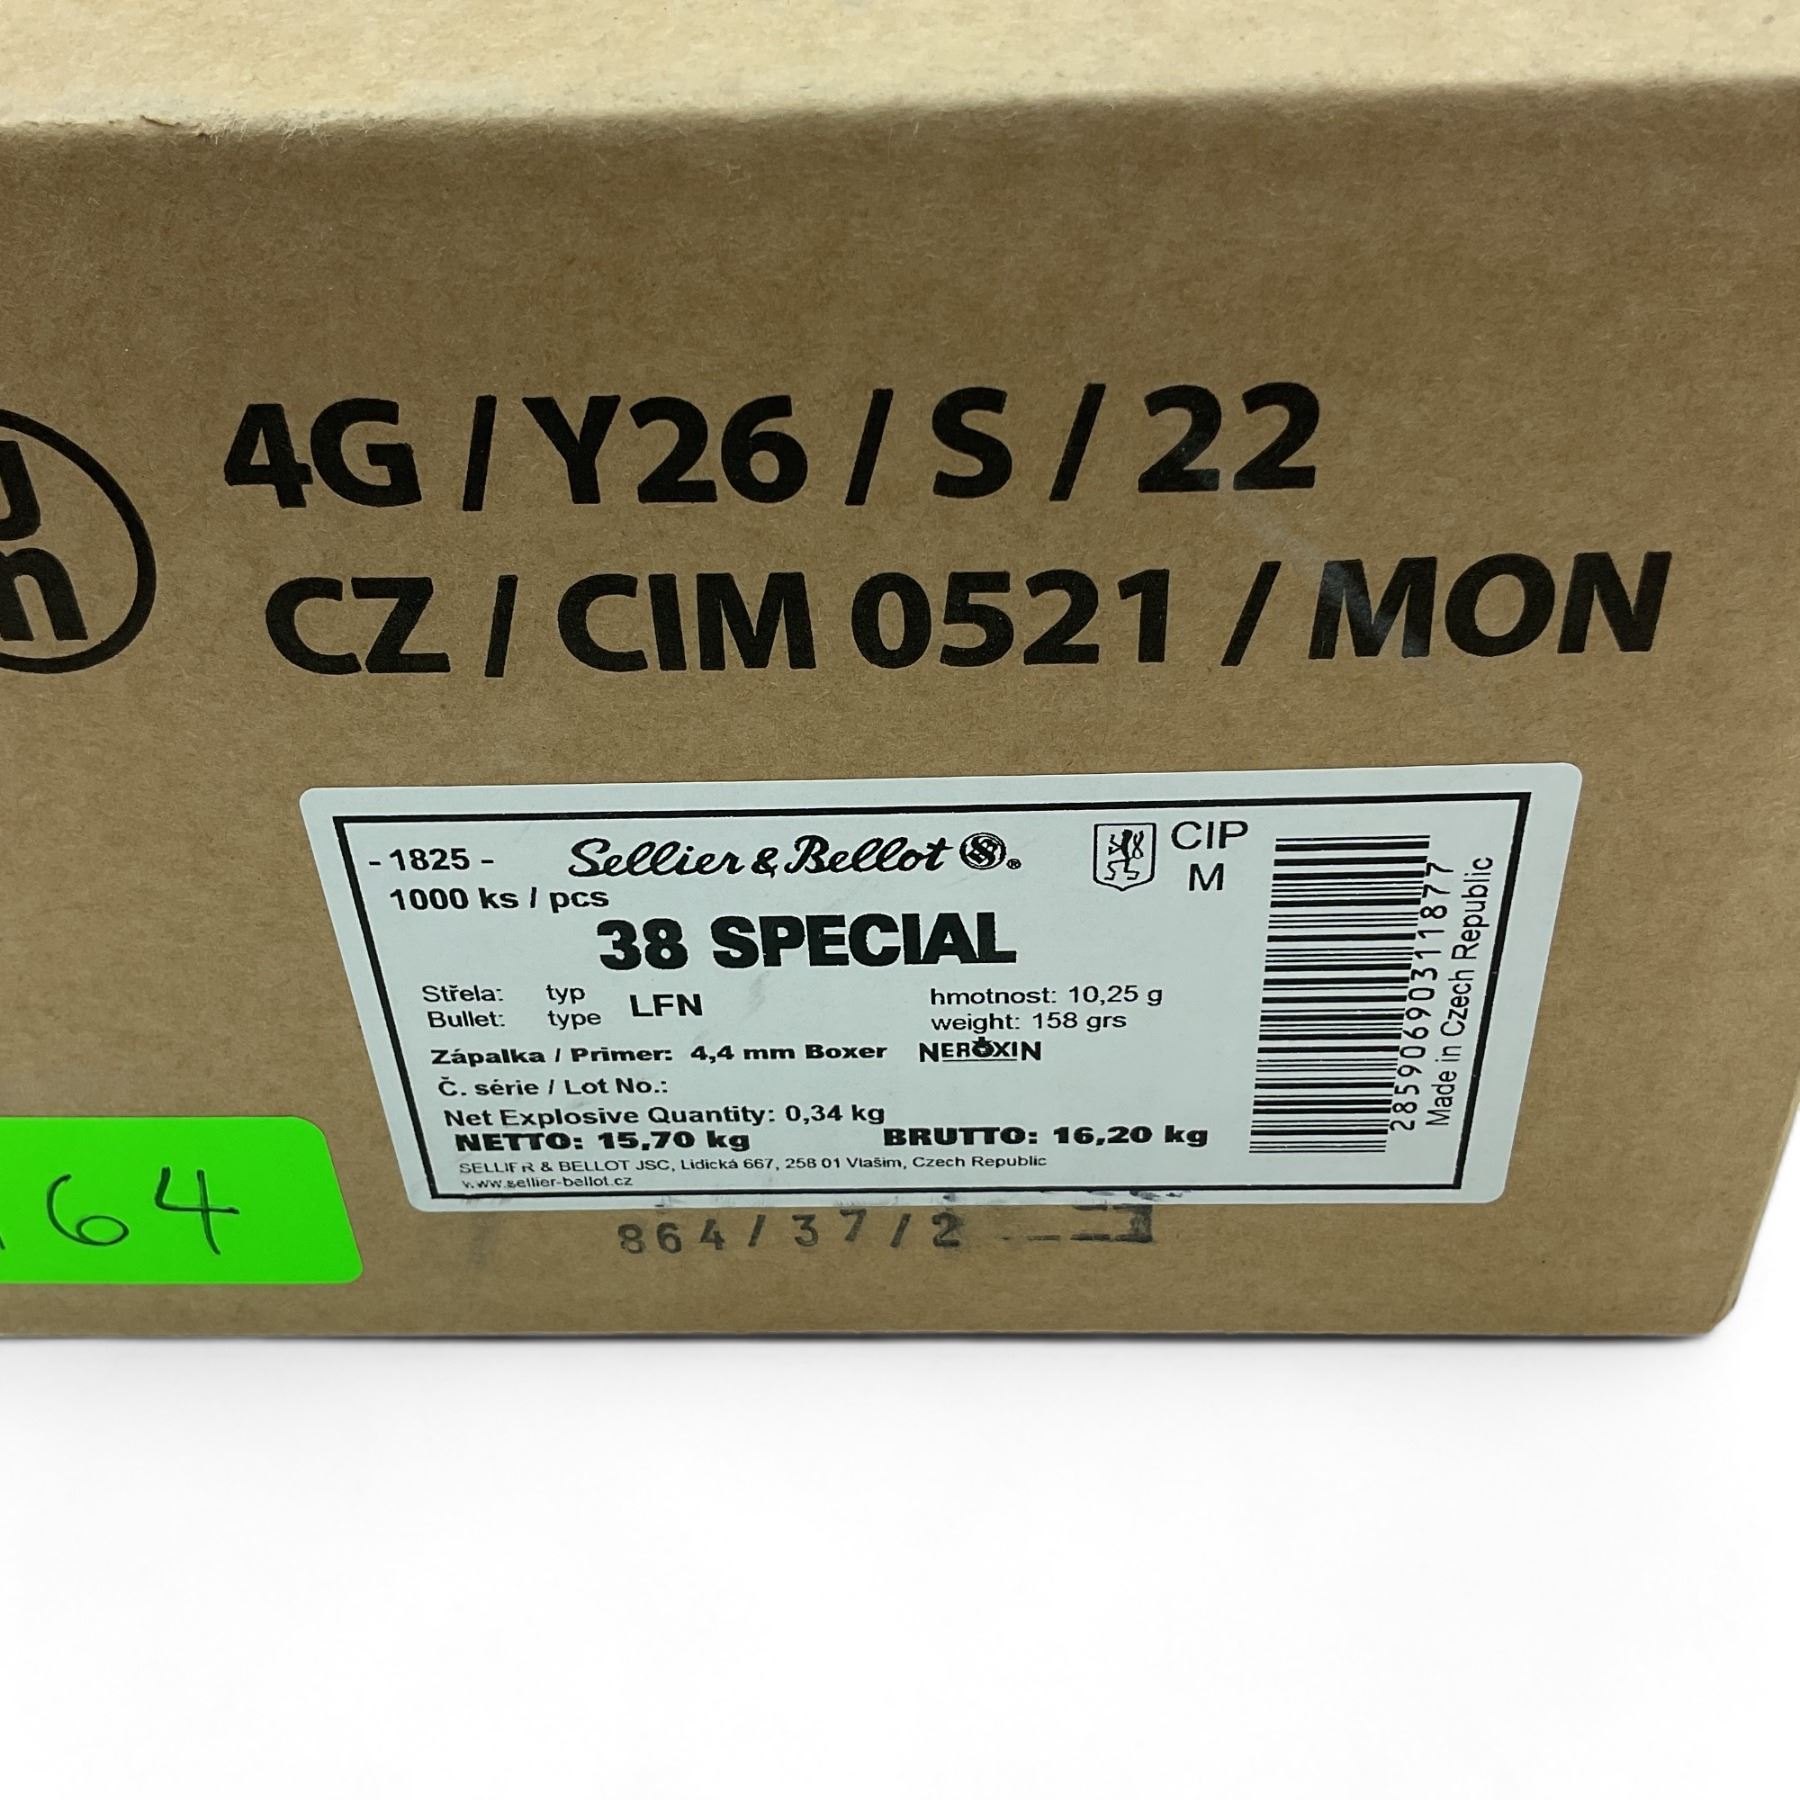 4G / Y26 / S / 22
CZ / CIM 0521 / MON
- 1825 -
Sellier & Bellot
CIP
M
1000 ks / pcs
38 SPECIAL
Střela: typ LFN hmotnost: 10,25 g
Bullet: type weight: 158 grs
Zápalka / Primer: 4,4 mm Boxer NEROXIN
Č. série / Lot No.:
Net Explosive Quantity: 0,34 kg
NETTO: 15,70 kg BRUTTO: 16,20 kg
SELLIER & BELLOT JSC, Lidická 667, 258 01 Vlašim, Czech Republic
www.sellier-bellot.cz
28590690311877
Made in Czech Republic
64
864/37/2